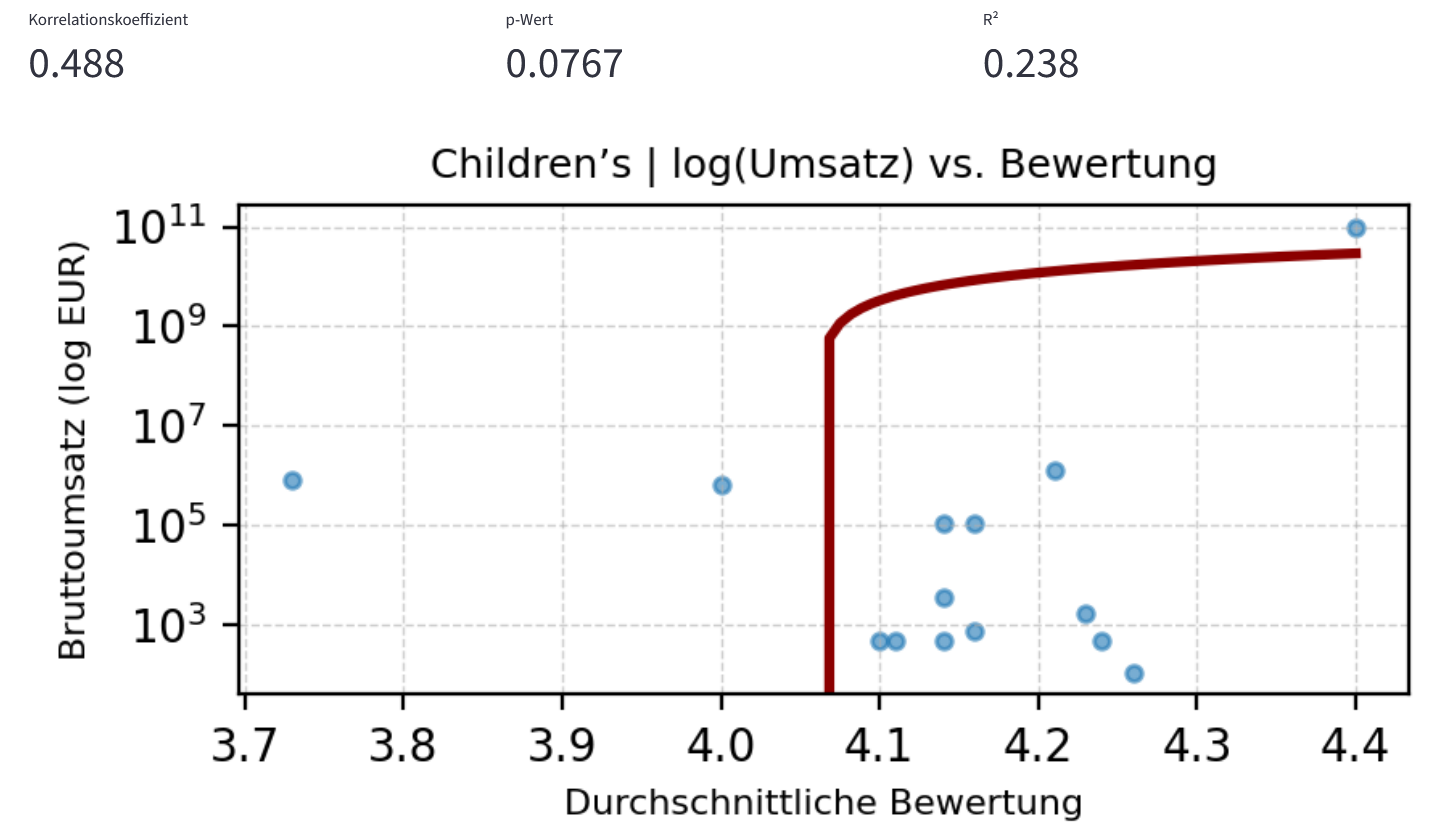 Korrelationskoeffizient p-Wert R²
0.488 0.0767 0.238
Children’s | log(Umsatz) vs. Bewertung
Bruttoumsatz (log EUR)
10¹¹
10⁹
10⁷
10⁵
10³
3.7 3.8 3.9 4.0 4.1 4.2 4.3 4.4
Durchschnittliche Bewertung